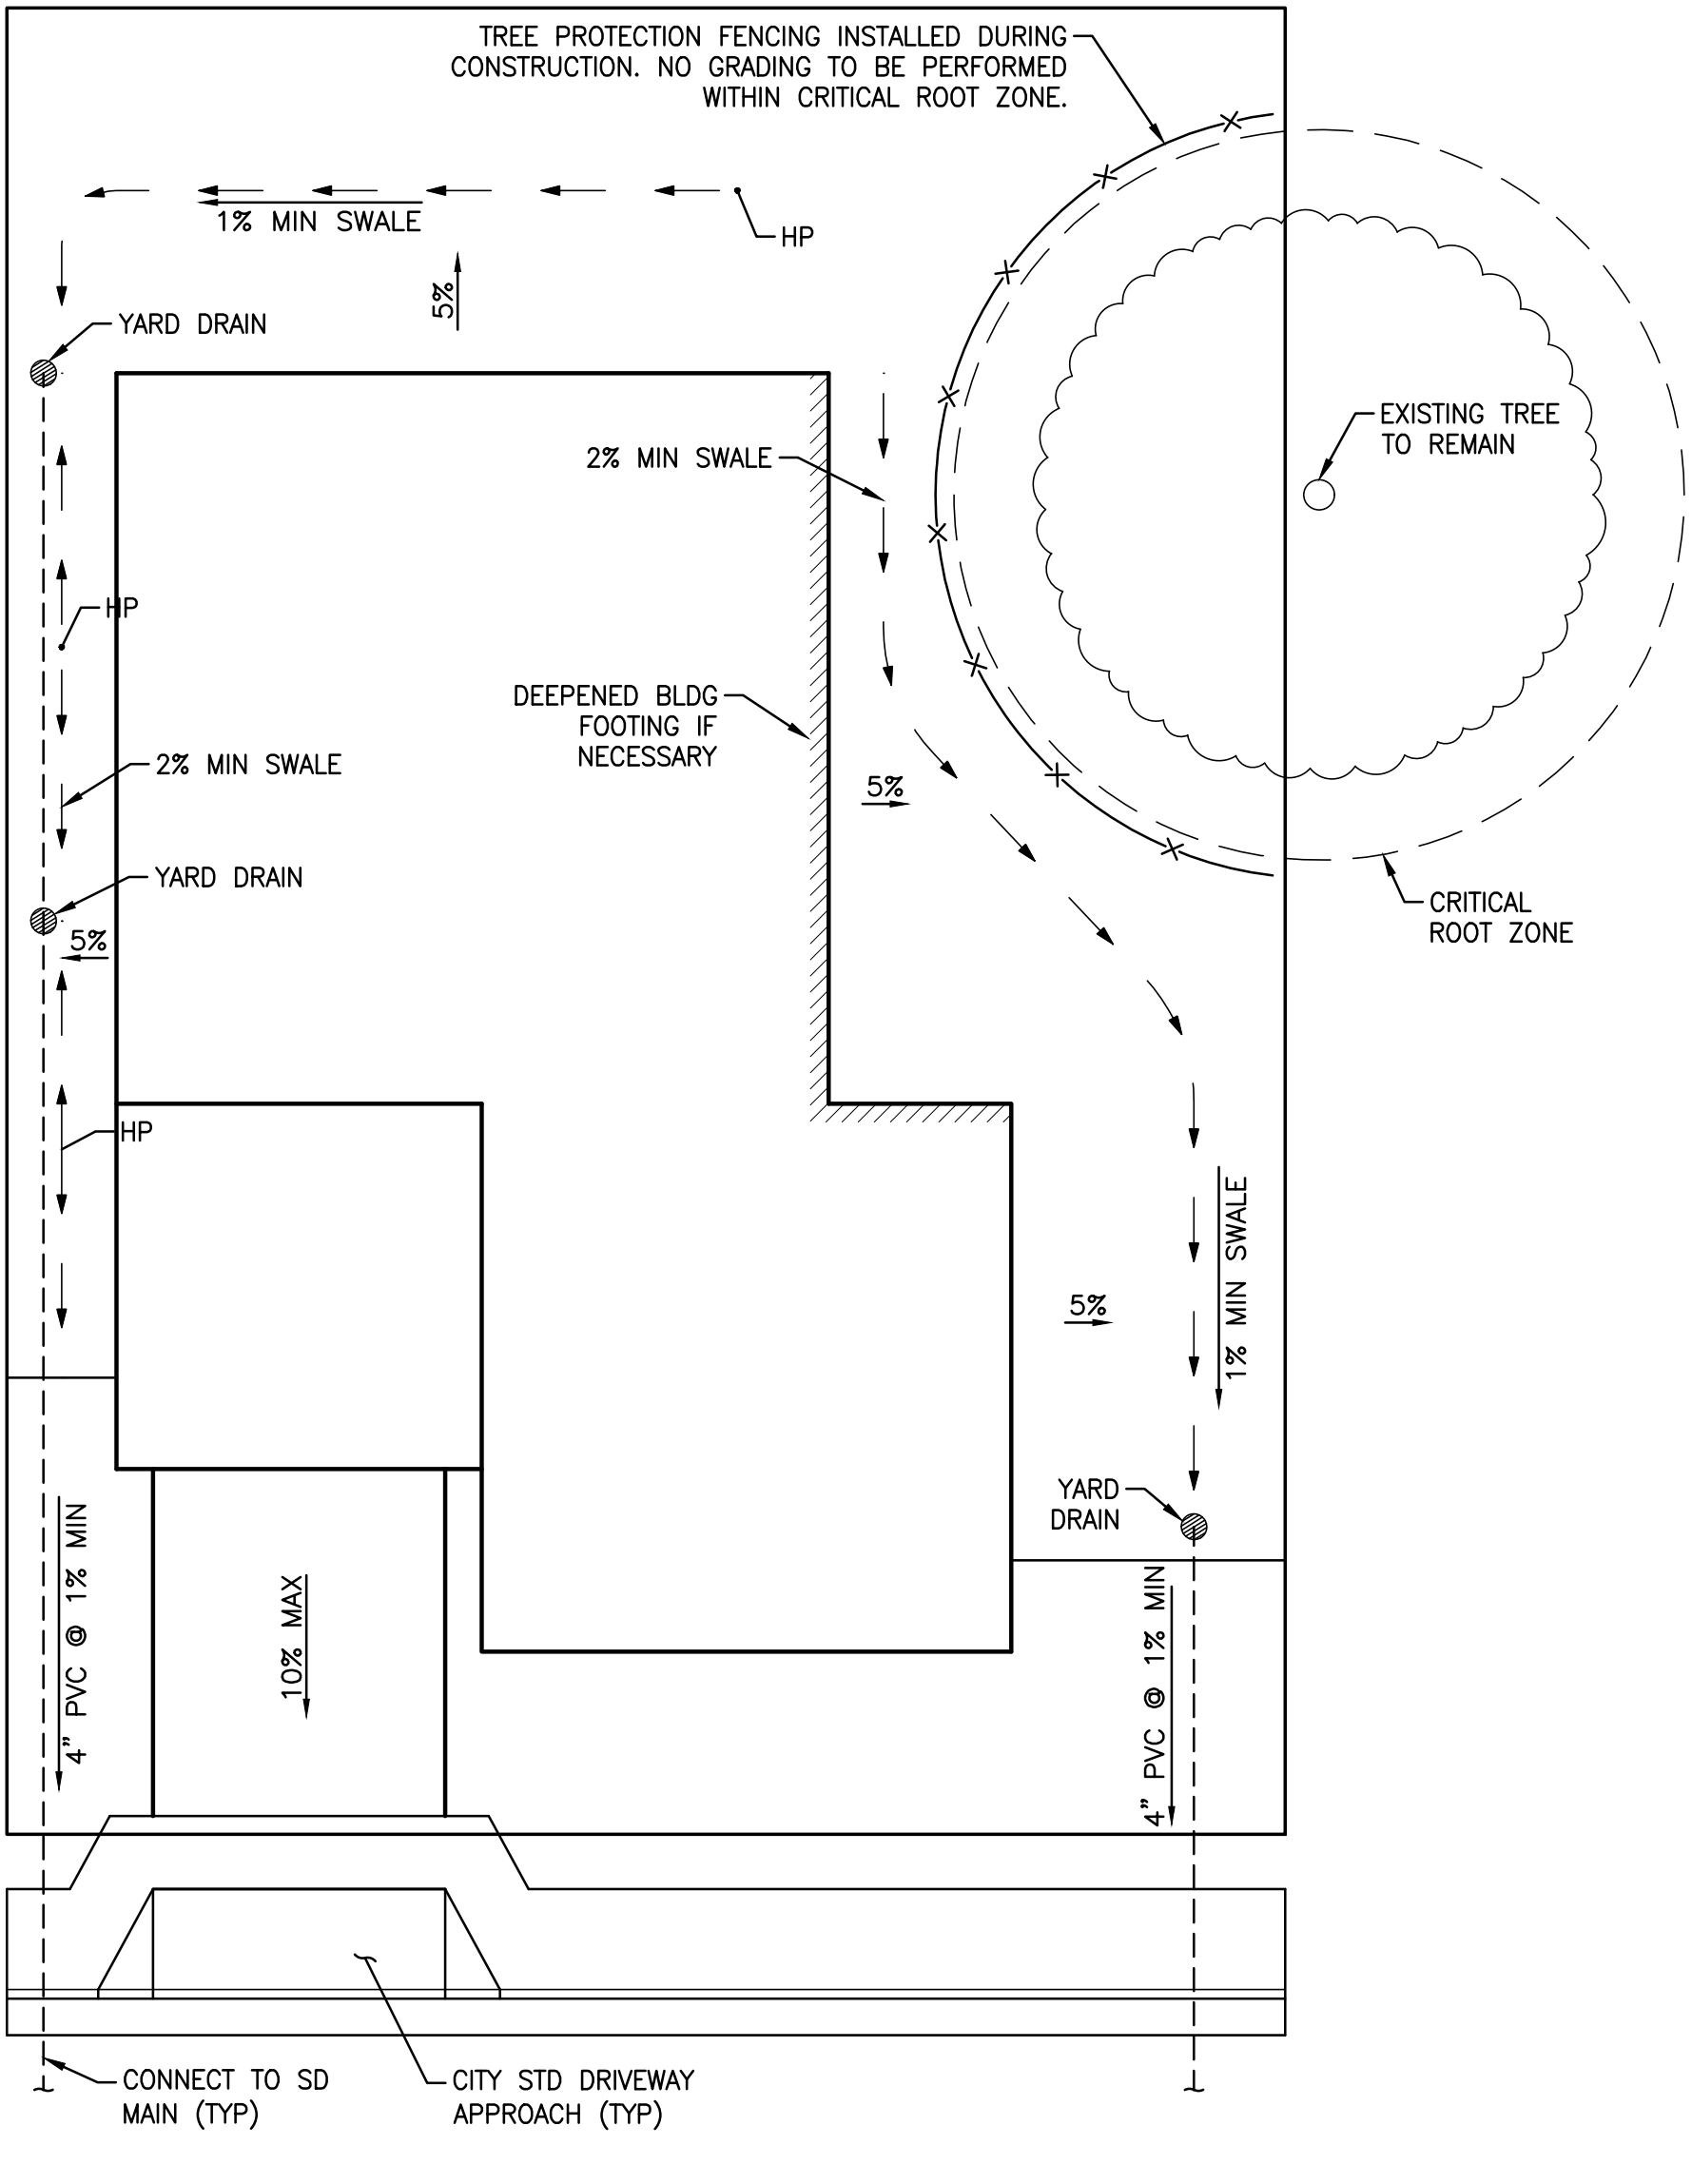 TREE PROTECTION FENCING INSTALLED DURING
CONSTRUCTION. NO GRADING TO BE PERFORMED
WITHIN CRITICAL ROOT ZONE.
1% MIN SWALE
HP
5%
YARD DRAIN
EXISTING TREE
TO REMAIN
2% MIN SWALE
HP
DEEPENED BLDG
FOOTING IF
NECESSARY
2% MIN SWALE
5%
YARD DRAIN
CRITICAL
ROOT ZONE
5%
HP
1% MIN SWALE
5%
YARD
DRAIN
4" PVC @ 1% MIN
10% MAX
4" PVC @ 1% MIN
CONNECT TO SD
MAIN (TYP)
CITY STD DRIVEWAY
APPROACH (TYP)